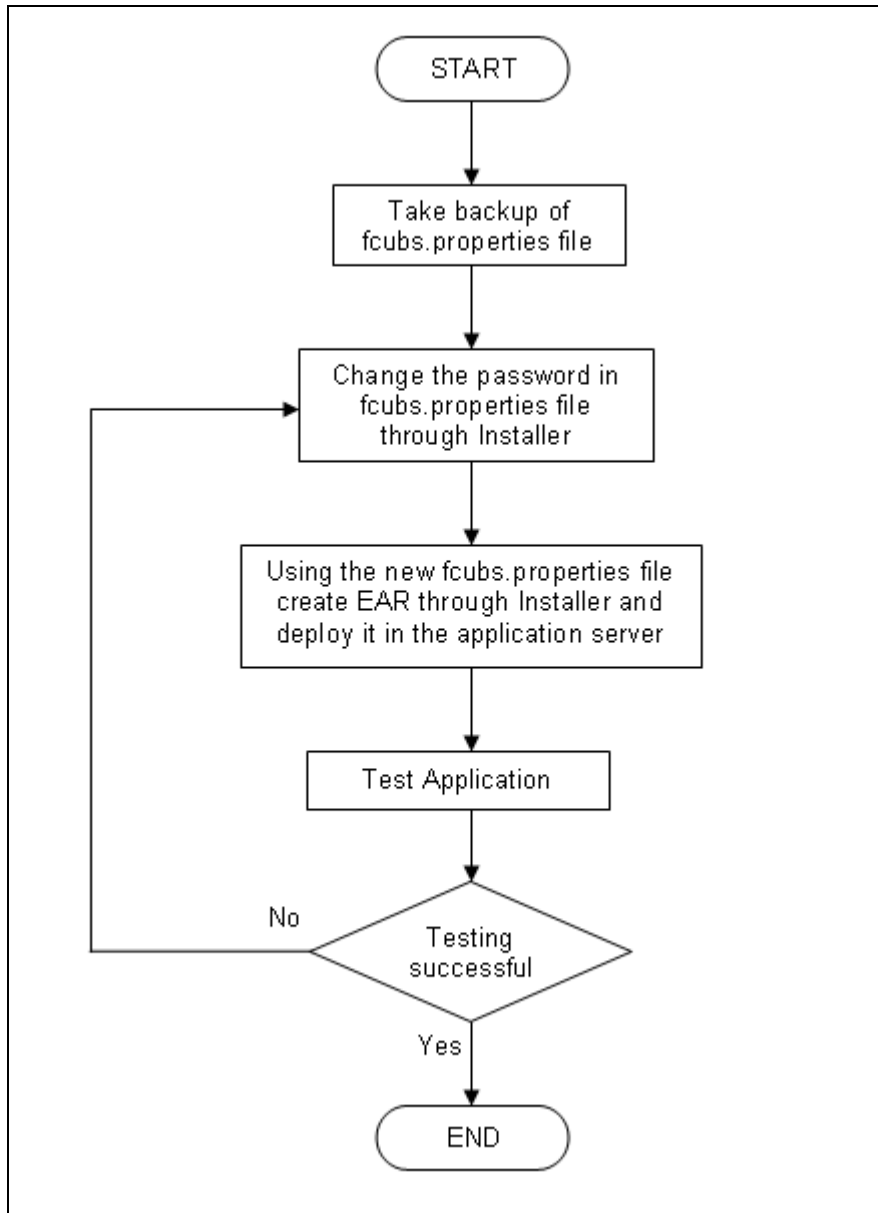 START
Take backup of
fcubs.properties file
Change the password in
fcubs.properties file
through Installer
Using the new fcubs.properties file
create EAR through Installer and
deploy it in the application server
Test Application
No
Testing
successful
Yes
END